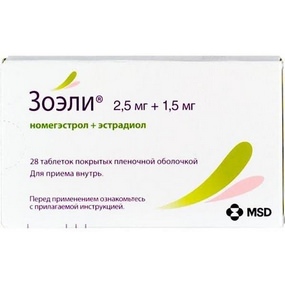 Зоэли® 2,5 мг + 1,5 мг
номегэстрол + эстрадиол
28 таблеток покрытых пленочной оболочкой
Для приема внутрь.
Перед применением ознакомьтесь
с прилагаемой инструкцией.
MSD